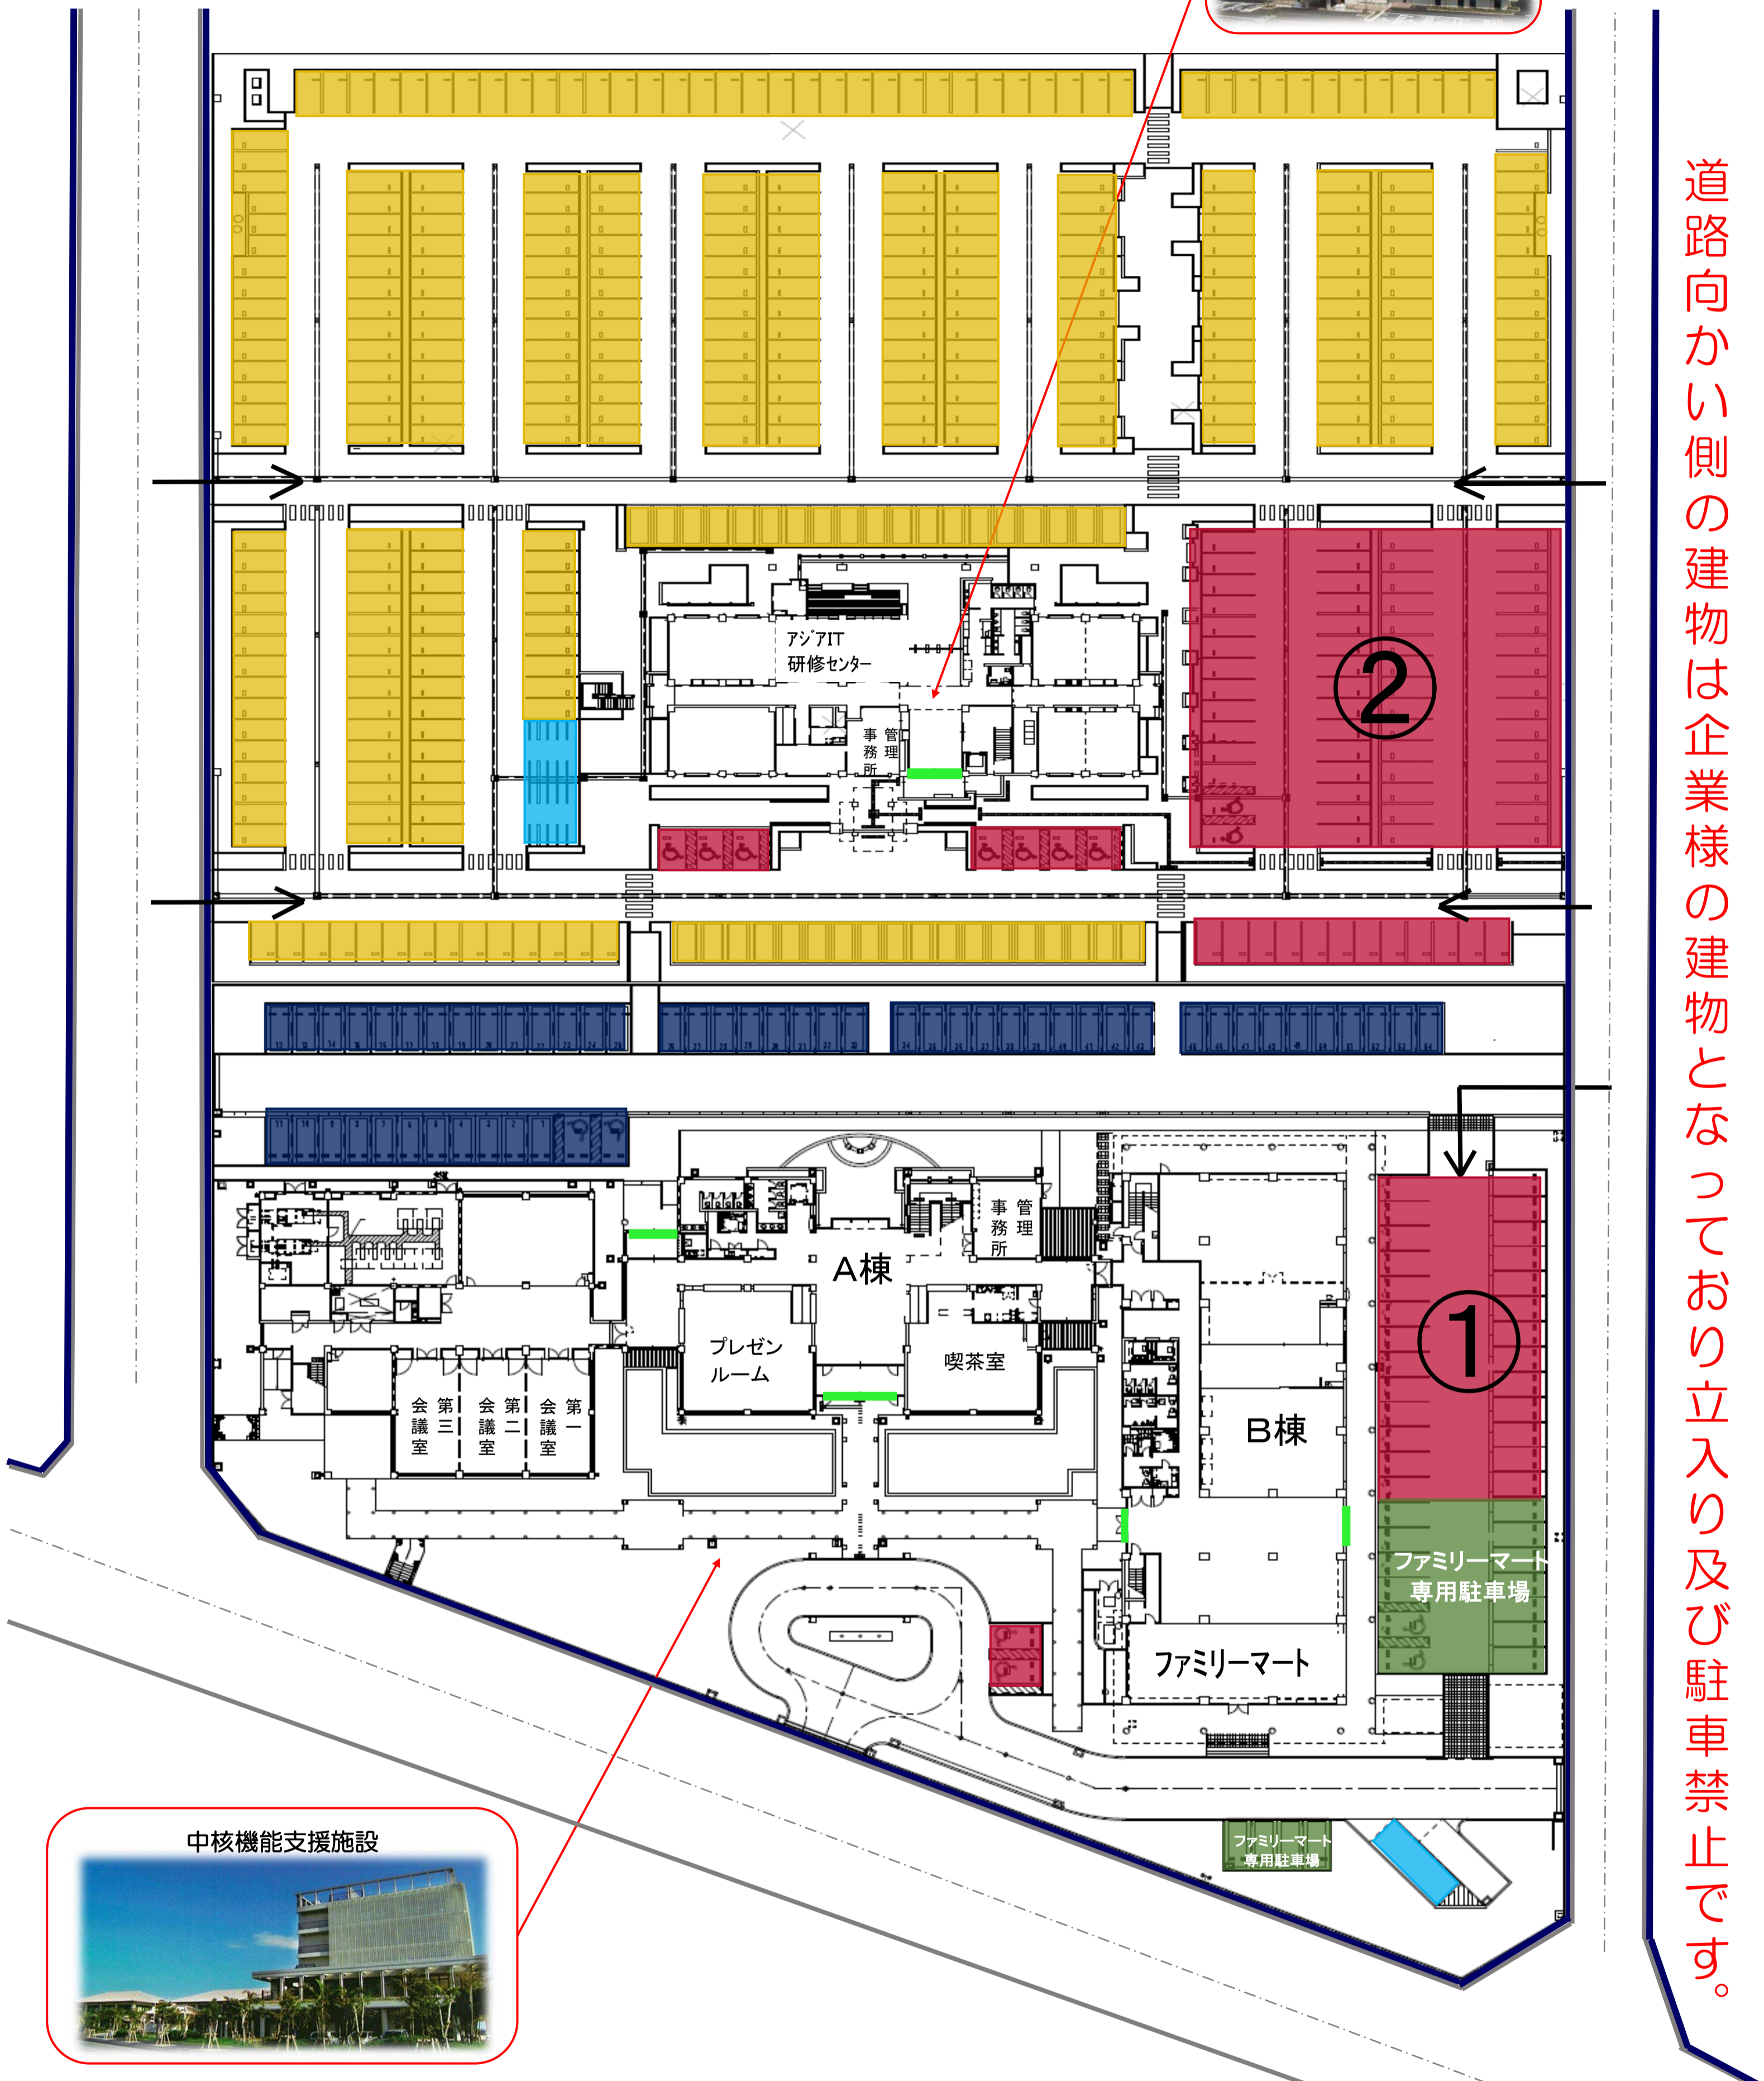 道路向かい側の建物は企業様の建物となっており立入り及び駐車禁止です。
アジアIT
研修センター
管理
事務所
②
管理
事務所
A棟
プレゼン
ルーム
喫茶室
①
B棟
第三
会議室
第二
会議室
第一
会議室
ファミリーマート
専用駐車場
ファミリーマート
ファミリーマート
専用駐車場
中核機能支援施設